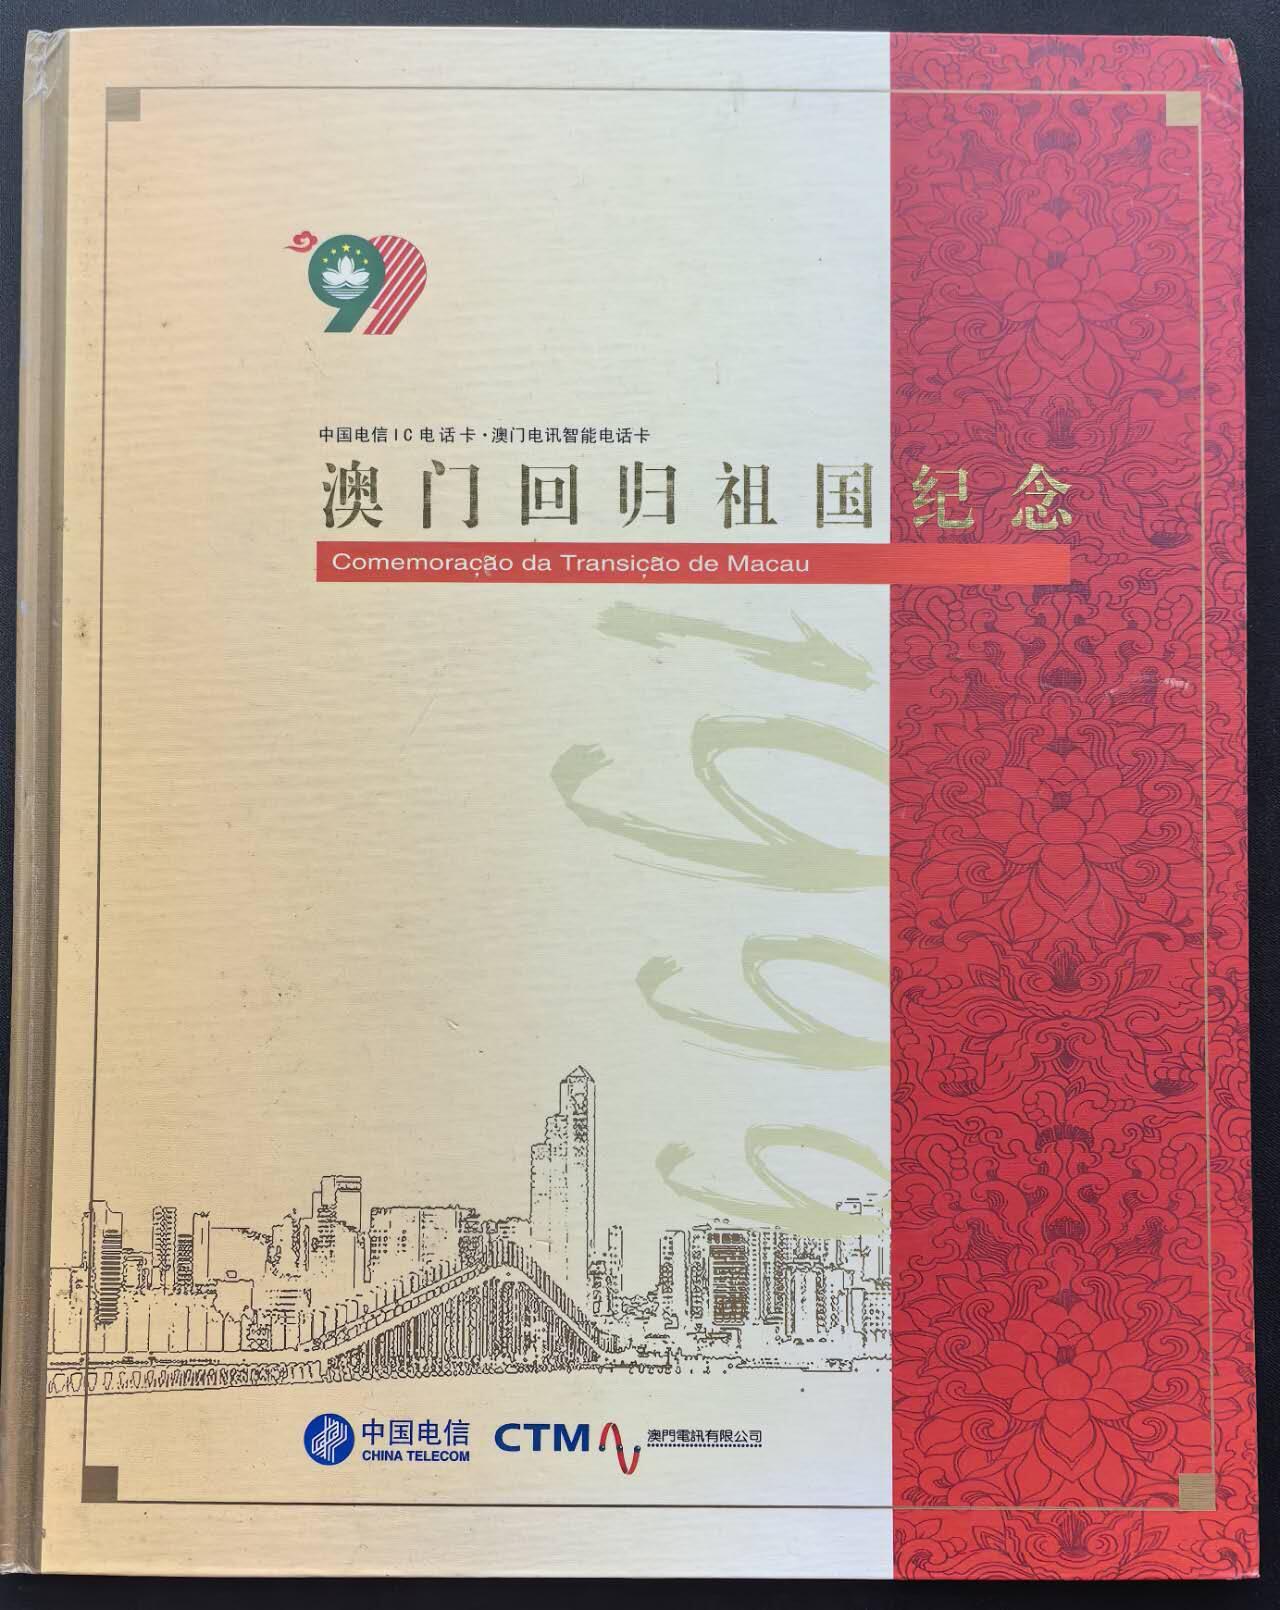 99
中国电信IC电话卡·澳门电讯智能电话卡
澳门回归祖国纪念
Comemoração da Transição de Macau
1999
中国电信
CHINA TELECOM
CTM
澳門電訊有限公司